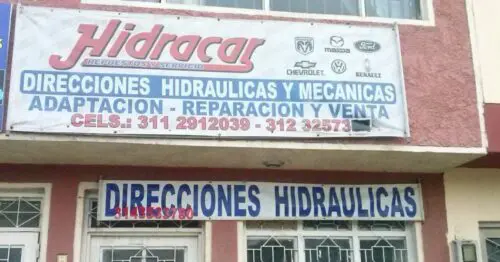 Hidracar
REPUESTOS Y SERVICIO
mazda Ford
CHEVROLET RENAULT
DIRECCIONES HIDRAULICAS Y MECANICAS
ADAPTACION - REPARACION Y VENTA
CELS.: 311 2912039 - 312 32573
DIRECCIONES HIDRAULICAS